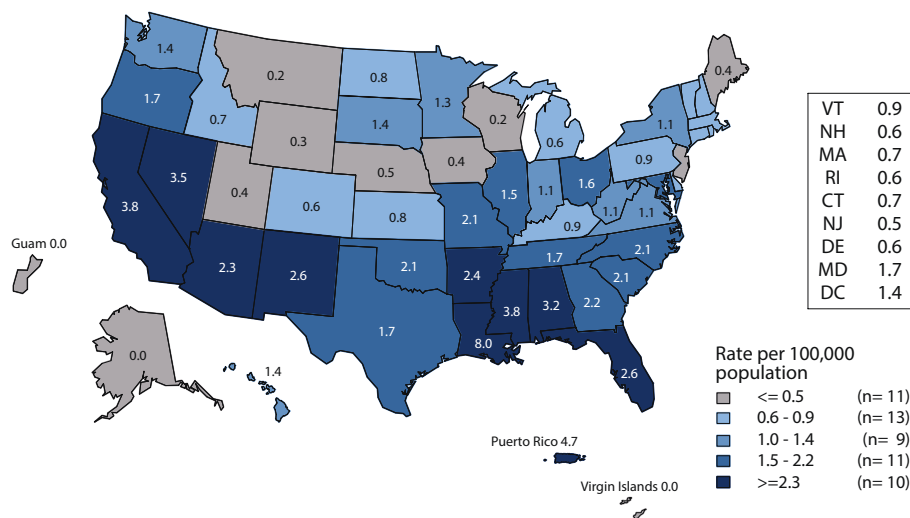 1.4
0.2
0.8
1.3
0.4
1.7
0.7
0.3
1.4
0.2
0.6
1.1
3.8
3.5
0.4
0.6
0.5
0.8
0.4
1.5
1.1
1.6
0.9
2.1
0.9
1.1
1.1
2.3
2.6
2.1
2.4
1.7
2.1
2.1
1.7
8.0
3.8
3.2
2.2
2.6
Guam 0.0
0.0
1.4
Puerto Rico 4.7
Virgin Islands 0.0
VT 0.9
NH 0.6
MA 0.7
RI 0.6
CT 0.7
NJ 0.5
DE 0.6
MD 1.7
DC 1.4
Rate per 100,000
population
<= 0.5 (n= 11)
0.6 - 0.9 (n= 13)
1.0 - 1.4 (n= 9)
1.5 - 2.2 (n= 11)
>=2.3 (n= 10)